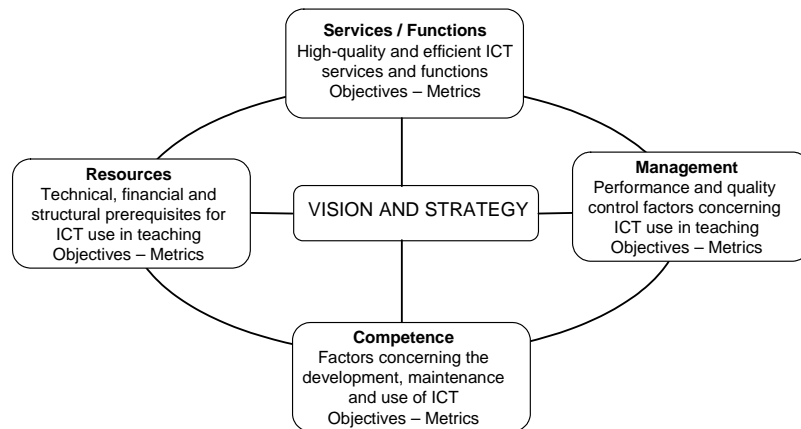 Services / Functions
High-quality and efficient ICT
services and functions
Objectives – Metrics
Resources
Technical, financial and
structural prerequisites for
ICT use in teaching
Objectives – Metrics
VISION AND STRATEGY
Management
Performance and quality
control factors concerning
ICT use in teaching
Objectives – Metrics
Competence
Factors concerning the
development, maintenance
and use of ICT
Objectives – Metrics